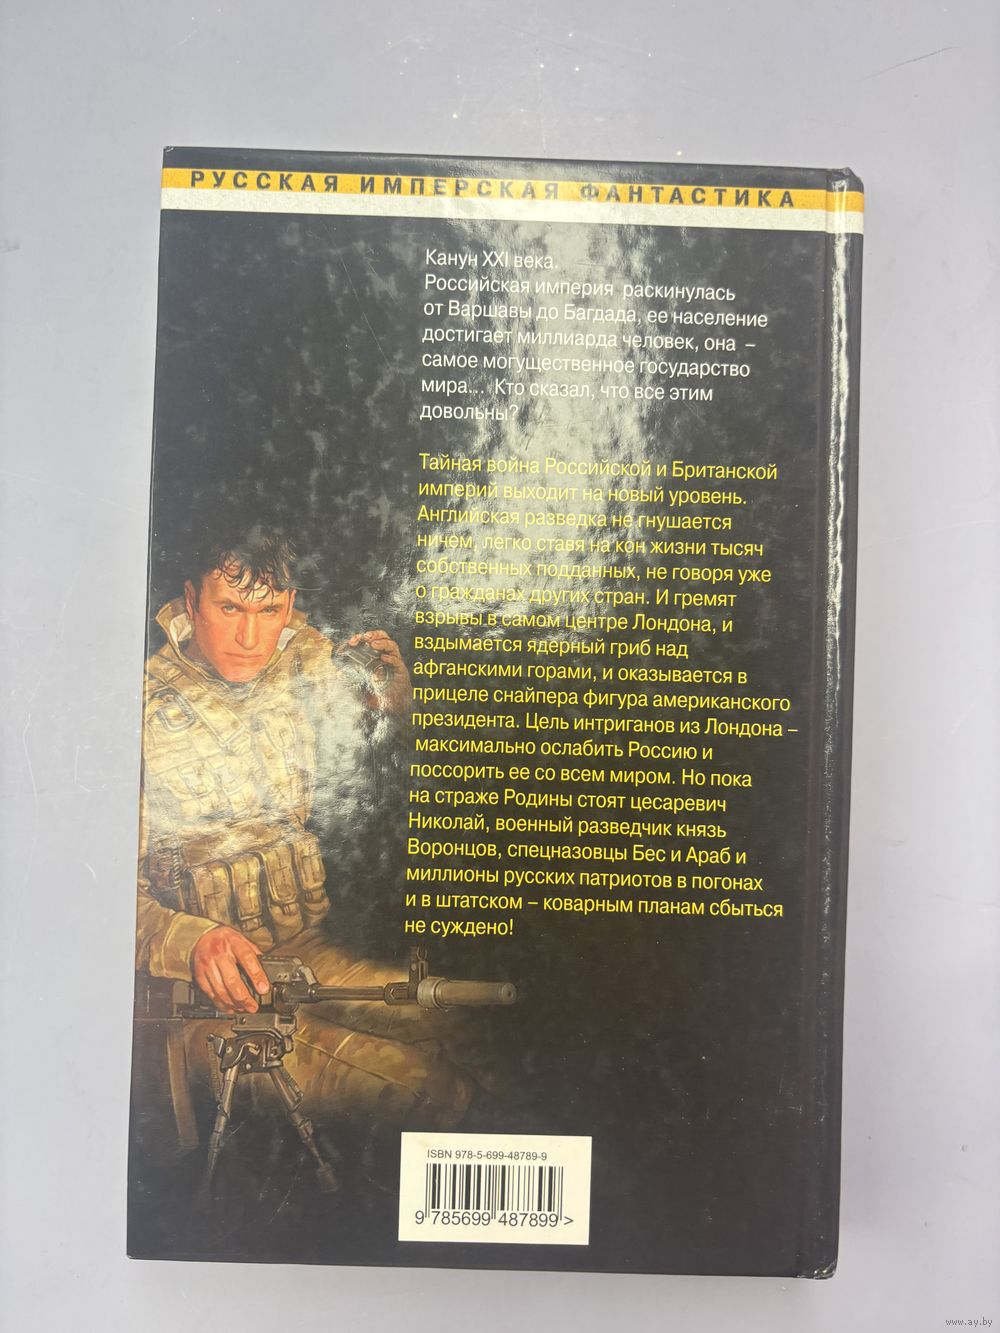 РУССКАЯ ИМПЕРСКАЯ ФАНТАСТИКА
Канун XXI века.
Российская империя раскинулась
от Варшавы до Багдада, ее население
достигает миллиарда человек, она –
самое могущественное государство
мира... Кто сказал, что все этим
довольны?
Тайная война Российской и Британской
империй выходит на новый уровень.
Английская разведка не гнушается
ничем, легко ставя на кон жизни тысяч
собственных подданных, не говоря уже
о гражданах других стран. И гремят
взрывы в самом центре Лондона, и
вздымается ядерный гриб над
афганскими горами, и оказывается в
прицеле снайпера фигура американского
президента. Цель интриганов из Лондона –
максимально ослабить Россию и
поссорить ее со всем миром. Но пока
на страже Родины стоят цесаревич
Николай, военный разведчик князь
Воронцов, спецназовцы Бес и Араб и
миллионы русских патриотов в погонах
и в штатском – коварным планам сбыться
не суждено!
ISBN 978-5-699-48789-9
9 785699 487899 >
www.ay.by